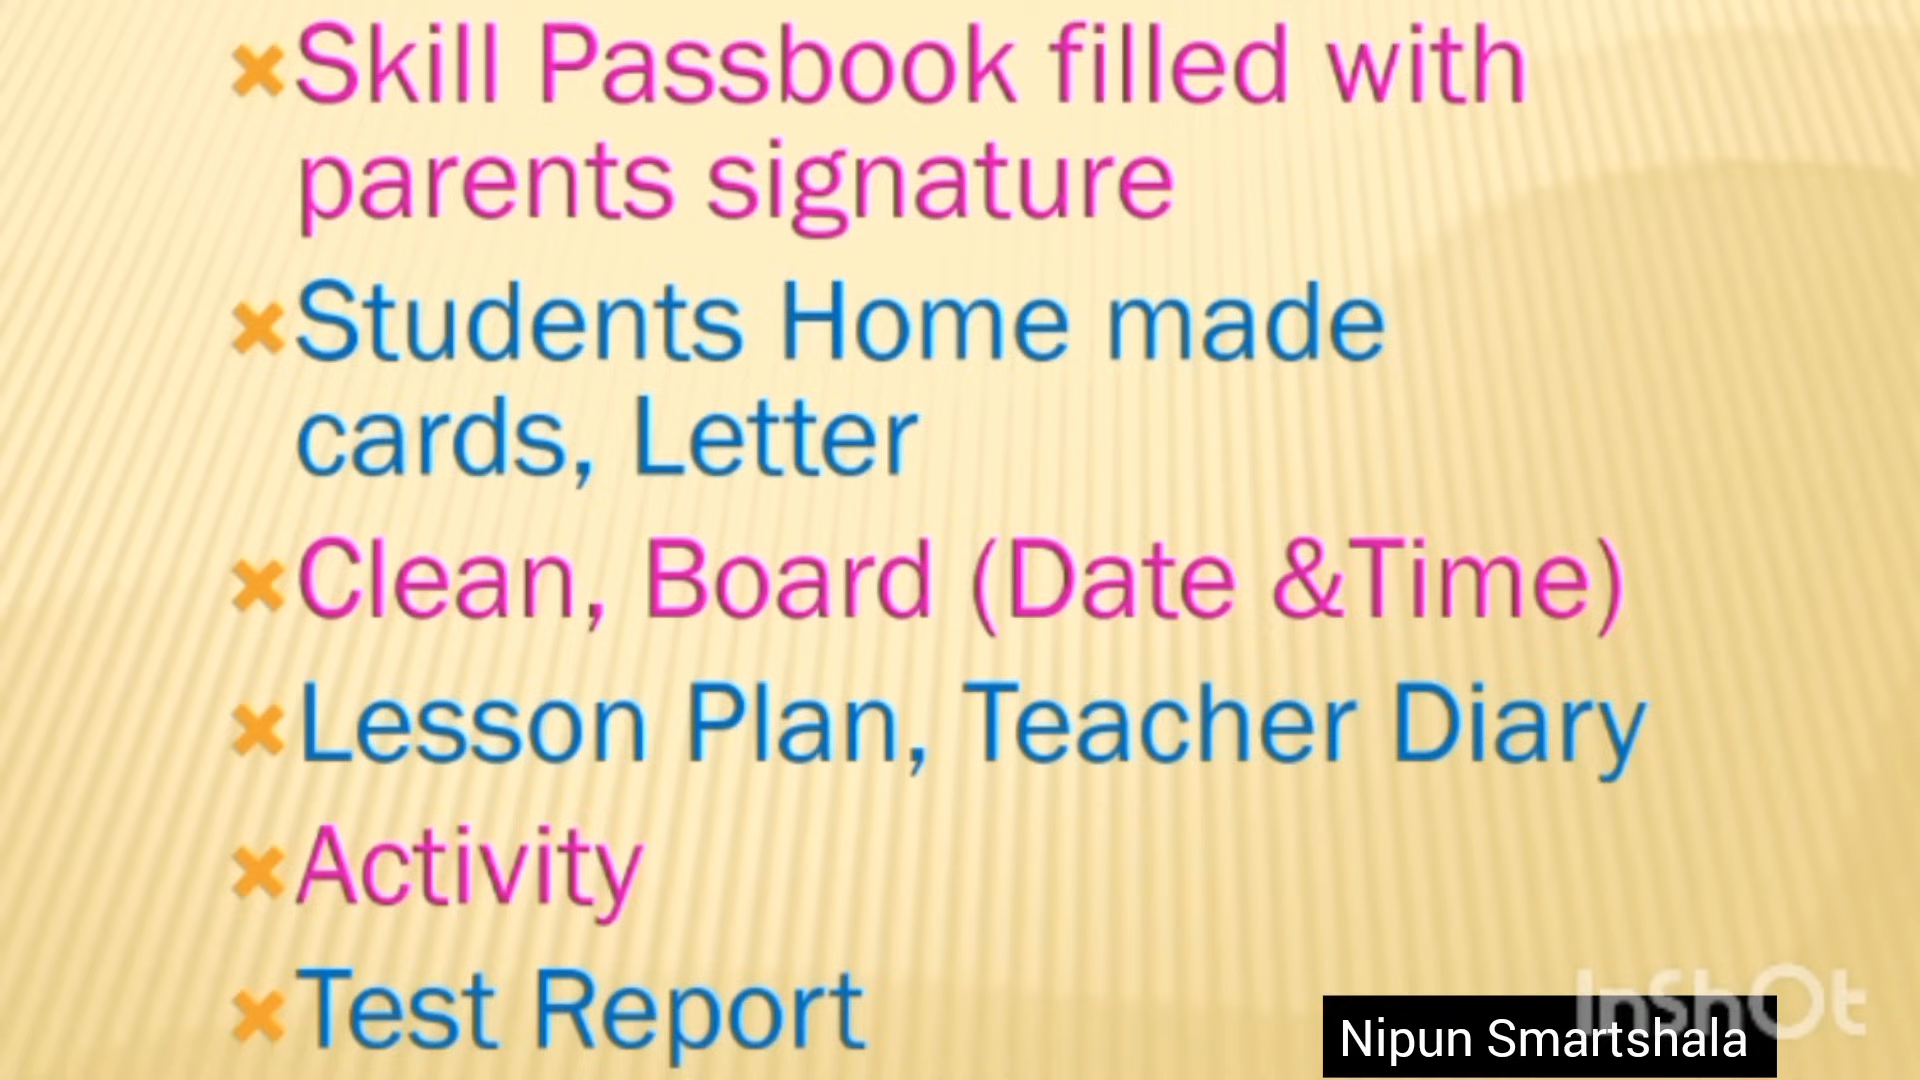 Skill Passbook filled with
parents signature
Students Home made
cards, Letter
Clean, Board (Date &Time)
Lesson Plan, Teacher Diary
Activity
Test Report
InShOt
Nipun Smartshala